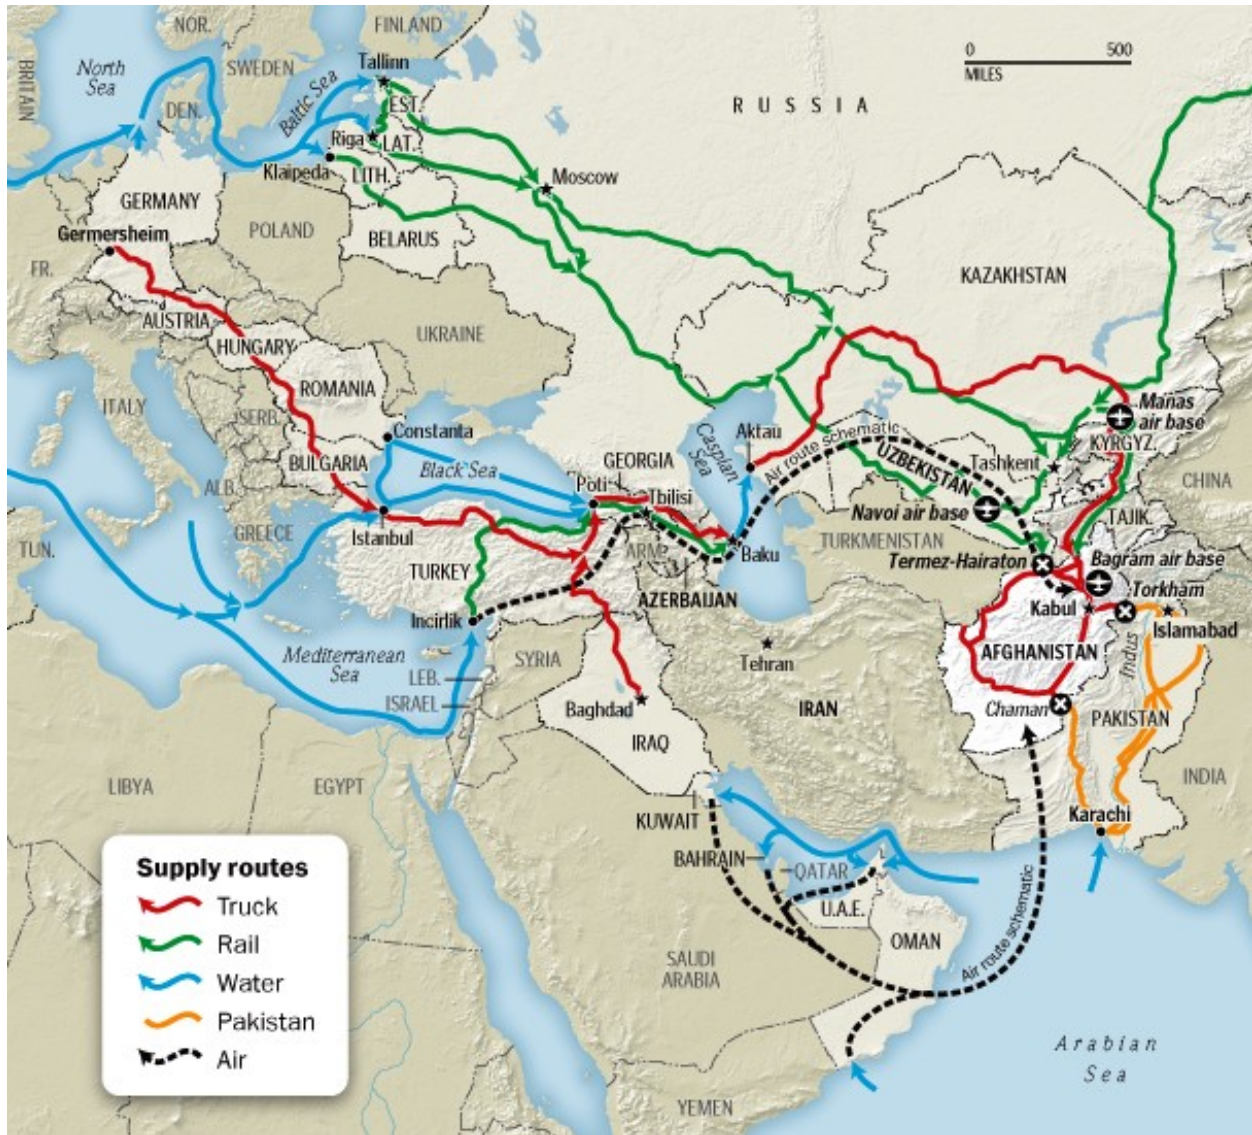 NOR.
FINLAND
SWEDEN
Tallinn
North
Sea
BRITAIN
DEN.
Baltic Sea
EST.
Riga
LAT.
Klaipeda
LITH.
Moscow
RUSSIA
0
500
MILES
GERMANY
Germersheim
POLAND
BELARUS
FR.
AUSTRIA
HUNGARY
UKRAINE
KAZAKHSTAN
ROMANIA
ITALY
SERB.
Constanta
BULGARIA
Black Sea
ALB.
GREECE
Istanbul
TUN.
GEORGIA
Poti
Tbilisi
Caspian
Sea
Aktau
Air route schematic
UZBEKISTAN
Tashkent
Manas
air base
KYRGYZ.
CHINA
Navoi air base
TURKMENISTAN
TAJIK.
Termez-Hairaton
Bagram air base
Torkham
Baku
ARM.
AZERBAIJAN
TURKEY
Incirlik
Kabul
Islamabad
Indus
AFGHANISTAN
Mediterranean
Sea
SYRIA
LEB.
ISRAEL
Tehran
Baghdad
IRAQ
IRAN
Chaman
PAKISTAN
INDIA
LIBYA
EGYPT
KUWAIT
Karachi
BAHRAIN
QATAR
U.A.E.
OMAN
SAUDI
ARABIA
Air route schematic
Arabian
Sea
YEMEN
Supply routes
Truck
Rail
Water
Pakistan
Air